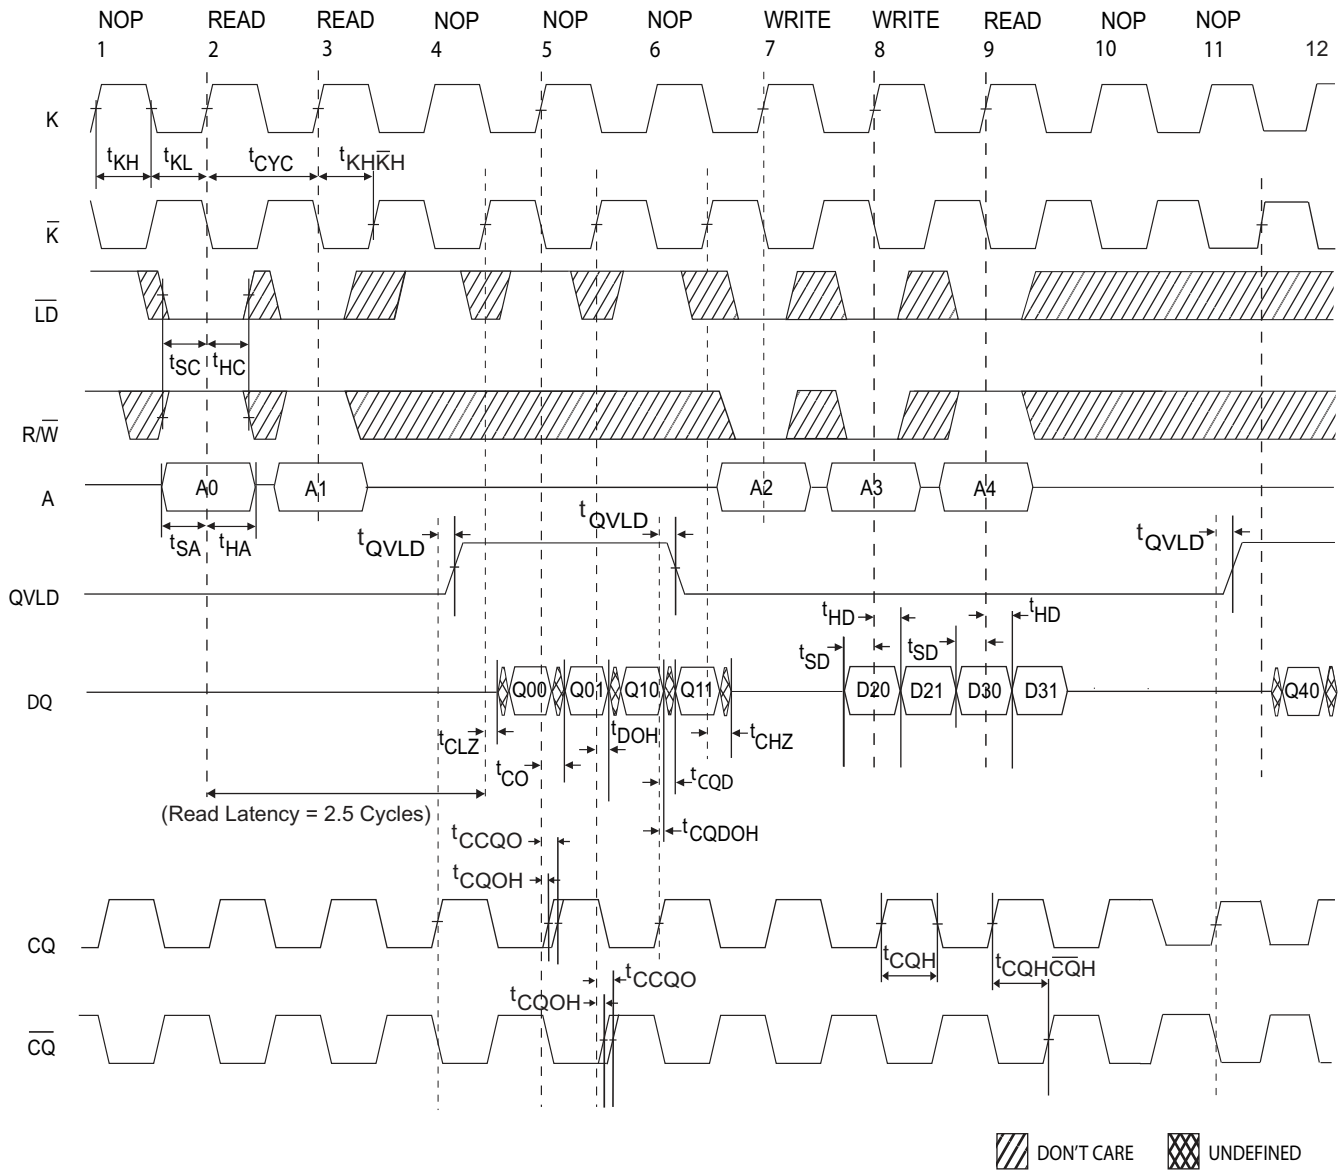 NOP READ READ NOP NOP NOP WRITE WRITE READ NOP NOP
1 2 3 4 5 6 7 8 9 10 11 12
K
tKH tKL tCYC tKHK̅H
K̅
L̅D̅
tSC tHC
R/W̅
A A0 A1 A2 A3 A4
tSA tHA tQVLD tQVLD tQVLD
QVLD
tHD tHD
tSD tSD
DQ Q00 Q01 Q10 Q11 D20 D21 D30 D31 Q40
tCLZ tDOH tCHZ
tCO tCQD
(Read Latency = 2.5 Cycles)
tCQDOH
tCCQO
tCQOH
CQ
tCQH tCQHC̅Q̅H
tCCQO
tCQOH
C̅Q̅
DON'T CARE UNDEFINED